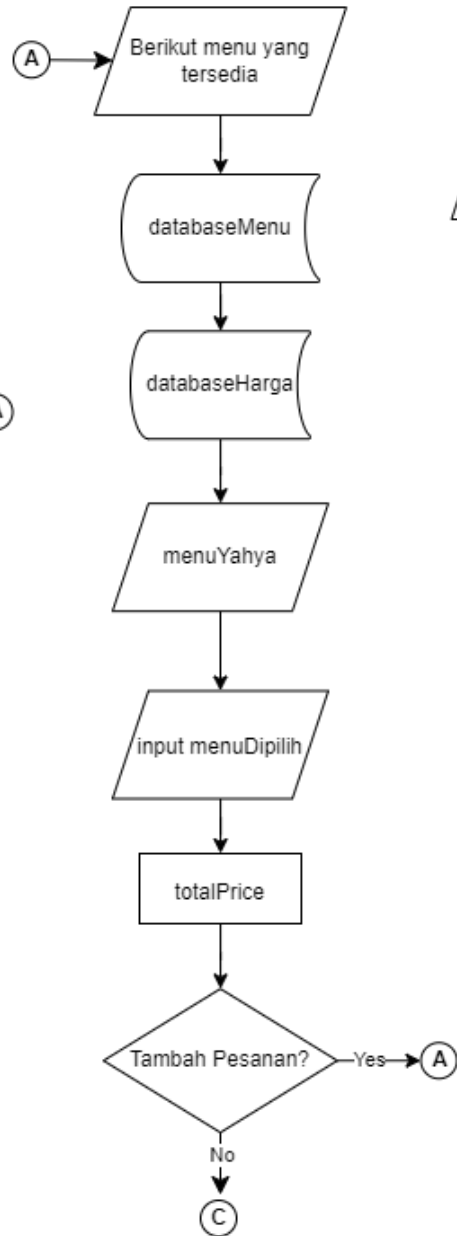 A
Berikut menu yang
tersedia
databaseMenu
databaseHarga
A
menuYahya
input menuDipilih
totalPrice
Tambah Pesanan?
Yes
A
No
C